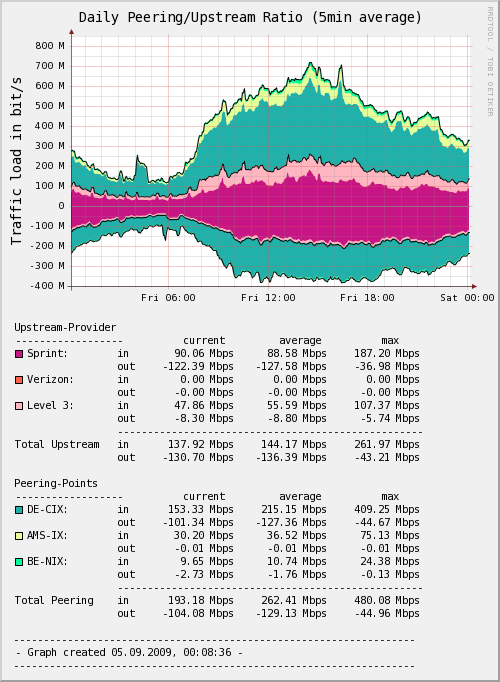 Daily Peering/Upstream Ratio (5min average)
RRDTOOL / TOBI OETIKER
Traffic load in bit/s
800 M
700 M
600 M
500 M
400 M
300 M
200 M
100 M
0
-100 M
-200 M
-300 M
-400 M
Fri 06:00 Fri 12:00 Fri 18:00 Sat 00:00
Upstream-Provider
------------------ current average max
Sprint: in 90.06 Mbps 88.58 Mbps 187.20 Mbps
out -122.39 Mbps -127.58 Mbps -36.98 Mbps
Verizon: in 0.00 Mbps 0.00 Mbps 0.00 Mbps
out -0.00 Mbps -0.00 Mbps -0.00 Mbps
Level 3: in 47.86 Mbps 55.59 Mbps 107.37 Mbps
out -8.30 Mbps -8.80 Mbps -5.74 Mbps
---------------------------------------------------
Total Upstream in 137.92 Mbps 144.17 Mbps 261.97 Mbps
out -130.70 Mbps -136.39 Mbps -43.21 Mbps
Peering-Points
------------------ current average max
DE-CIX: in 153.33 Mbps 215.15 Mbps 409.25 Mbps
out -101.34 Mbps -127.36 Mbps -44.67 Mbps
AMS-IX: in 30.20 Mbps 36.52 Mbps 75.13 Mbps
out -0.01 Mbps -0.01 Mbps -0.01 Mbps
BE-NIX: in 9.65 Mbps 10.74 Mbps 24.38 Mbps
out -2.73 Mbps -1.76 Mbps -0.13 Mbps
---------------------------------------------------
Total Peering in 193.18 Mbps 262.41 Mbps 480.08 Mbps
out -104.08 Mbps -129.13 Mbps -44.96 Mbps
-------------------------------------------------------------------
- Graph created 05.09.2009, 00:08:36 -
-------------------------------------------------------------------